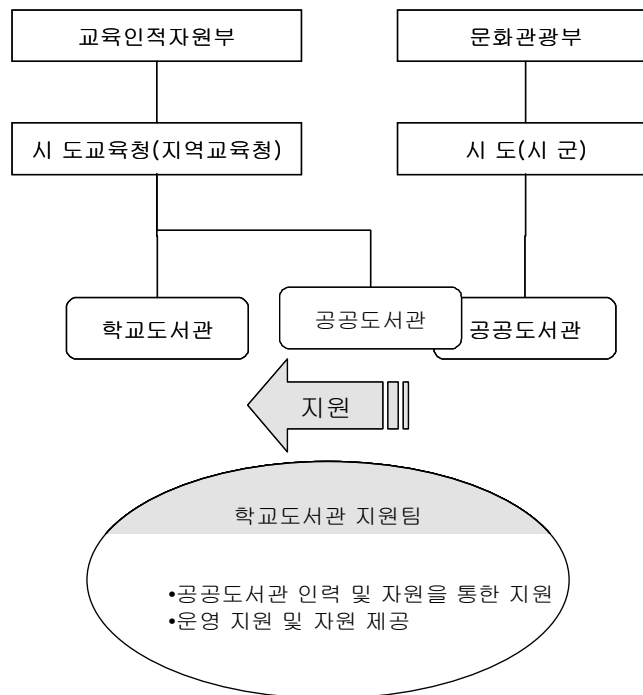 교육인적자원부
문화관광부
시 도교육청(지역교육청)
시 도(시 군)
학교도서관
공공도서관
공공도서관
지원
학교도서관 지원팀
•공공도서관 인력 및 자원을 통한 지원
•운영 지원 및 자원 제공